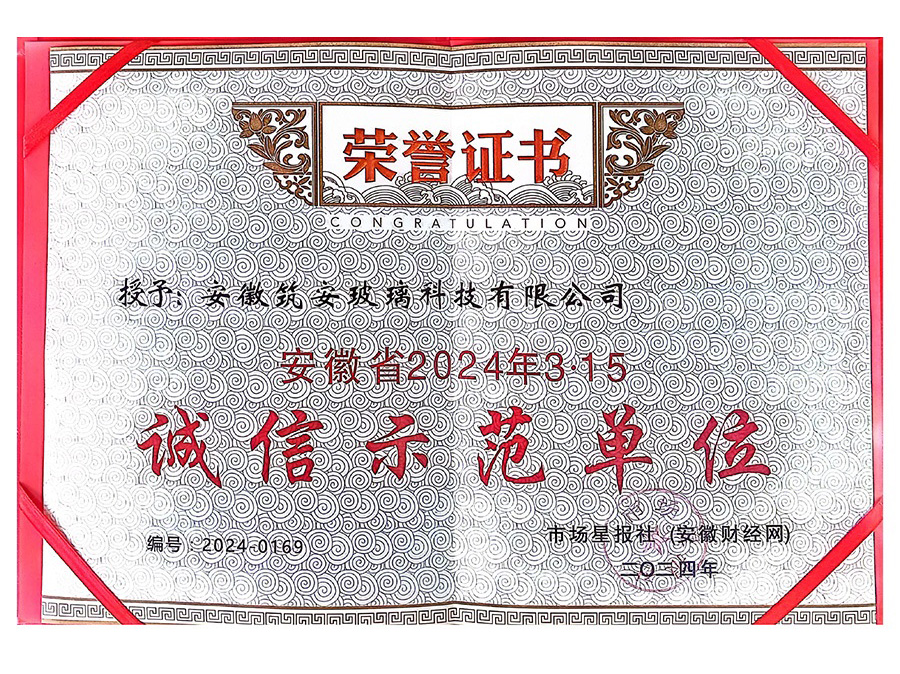 荣誉证书
CONGRATULATION
授予：安徽筑安玻璃科技有限公司
安徽省2024年3·15
诚信示范单位
编号：2024-0169
市场星报社（安徽财经网）
二〇二四年